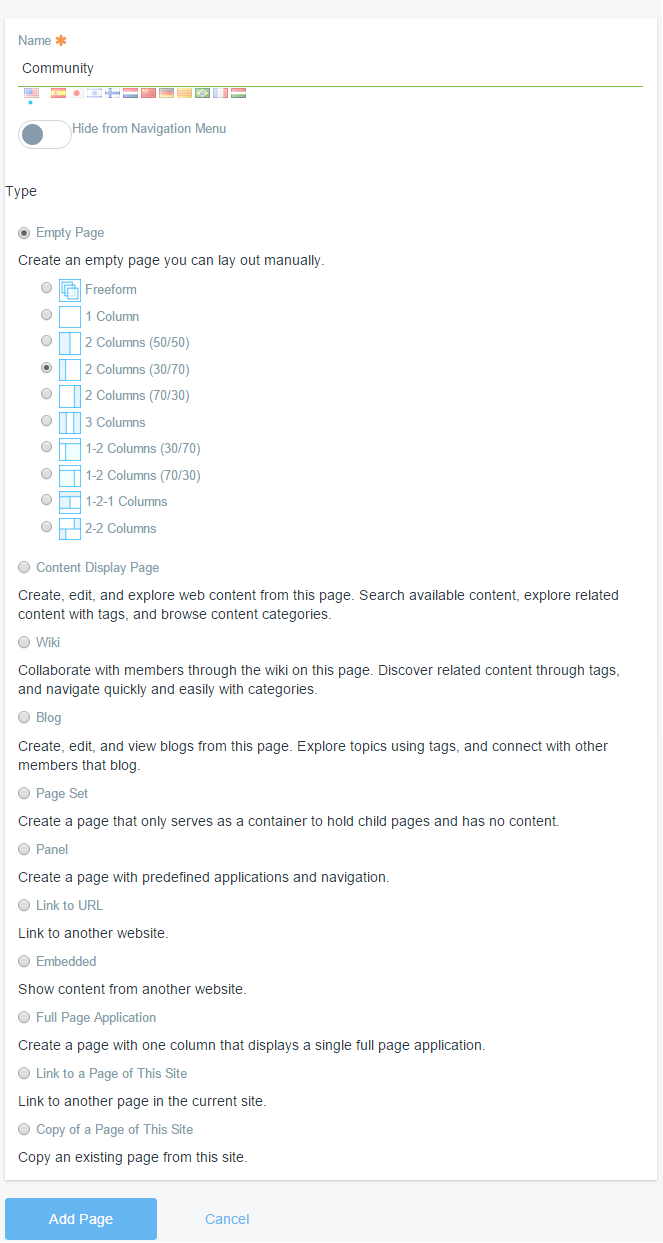 Name ✱
Community
Hide from Navigation Menu
Type
Empty Page
Create an empty page you can lay out manually.
Freeform
1 Column
2 Columns (50/50)
2 Columns (30/70)
2 Columns (70/30)
3 Columns
1-2 Columns (30/70)
1-2 Columns (70/30)
1-2-1 Columns
2-2 Columns
Content Display Page
Create, edit, and explore web content from this page. Search available content, explore related
content with tags, and browse content categories.
Wiki
Collaborate with members through the wiki on this page. Discover related content through tags,
and navigate quickly and easily with categories.
Blog
Create, edit, and view blogs from this page. Explore topics using tags, and connect with other
members that blog.
Page Set
Create a page that only serves as a container to hold child pages and has no content.
Panel
Create a page with predefined applications and navigation.
Link to URL
Link to another website.
Embedded
Show content from another website.
Full Page Application
Create a page with one column that displays a single full page application.
Link to a Page of This Site
Link to another page in the current site.
Copy of a Page of This Site
Copy an existing page from this site.
Add Page
Cancel